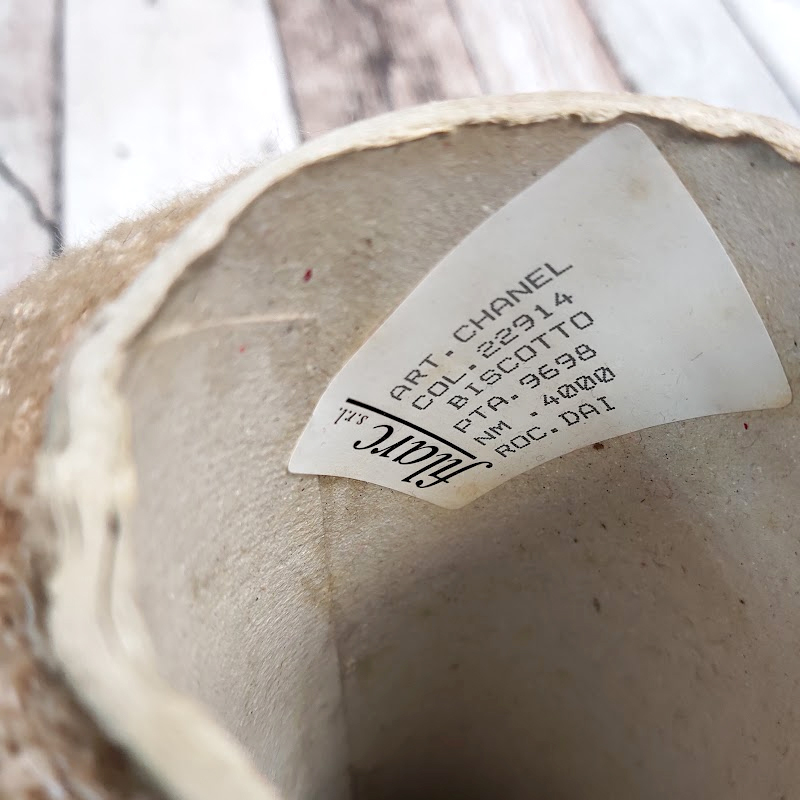 ART. CHANEL
COL. 22914
BISCOTTO
PTA. 9698
NM .4000
ROC.DAI
filarc
s.r.l.